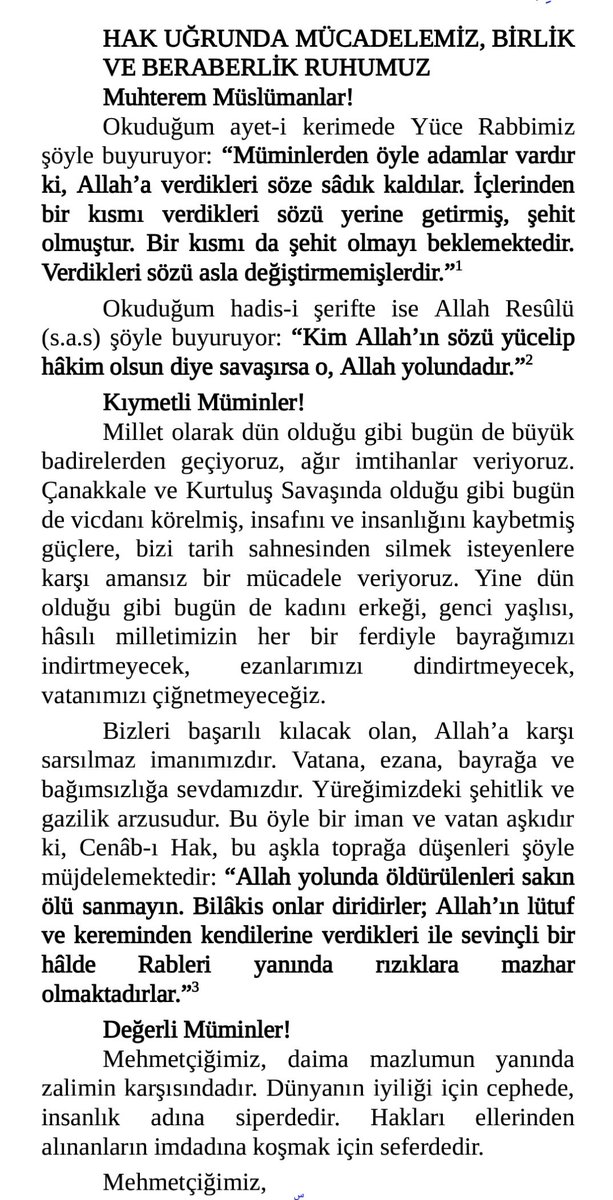 HAK UĞRUNDA MÜCADELEMİZ, BİRLİK
VE BERABERLİK RUHUMUZ
Muhterem Müslümanlar!
Okuduğum ayet-i kerimede Yüce Rabbimiz
şöyle buyuruyor: “Müminlerden öyle adamlar vardır
ki, Allah’a verdikleri söze sâdık kaldılar. İçlerinden
bir kısmı verdikleri sözü yerine getirmiş, şehit
olmuştur. Bir kısmı da şehit olmayı beklemektedir.
Verdikleri sözü asla değiştirmemişlerdir.”1
Okuduğum hadis-i şerifte ise Allah Resûlü
(s.a.s) şöyle buyuruyor: “Kim Allah’ın sözü yücelip
hâkim olsun diye savaşırsa o, Allah yolundadır.”2
Kıymetli Müminler!
Millet olarak dün olduğu gibi bugün de büyük
badirelerden geçiyoruz, ağır imtihanlar veriyoruz.
Çanakkale ve Kurtuluş Savaşında olduğu gibi bugün
de vicdanı körelmiş, insafını ve insanlığını kaybetmiş
güçlere, bizi tarih sahnesinden silmek isteyenlere
karşı amansız bir mücadele veriyoruz. Yine dün
olduğu gibi bugün de kadını erkeği, genci yaşlısı,
hâsılı milletimizin her bir ferdiyle bayrağımızı
indirtmeyecek, ezanlarımızı dindirtmeyecek,
vatanımızı çiğnetmeyeceğiz.
Bizleri başarılı kılacak olan, Allah’a karşı
sarsılmaz imanımızdır. Vatana, ezana, bayrağa ve
bağımsızlığa sevdamızdır. Yüreğimizdeki şehitlik ve
gazilik arzusudur. Bu öyle bir iman ve vatan aşkıdır
ki, Cenâb-ı Hak, bu aşkla toprağa düşenleri şöyle
müjdelemektedir: “Allah yolunda öldürülenleri sakın
ölü sanmayın. Bilâkis onlar diridirler; Allah’ın lütuf
ve kereminden kendilerine verdikleri ile sevinçli bir
hâlde Rableri yanında rızıklara mazhar
olmaktadırlar.”3
Değerli Müminler!
Mehmetçiğimiz, daima mazlumun yanında
zalimin karşısındadır. Dünyanın iyiliği için cephede,
insanlık adına siperdedir. Hakları ellerinden
alınanların imdadına koşmak için seferdedir.
Mehmetçiğimiz,